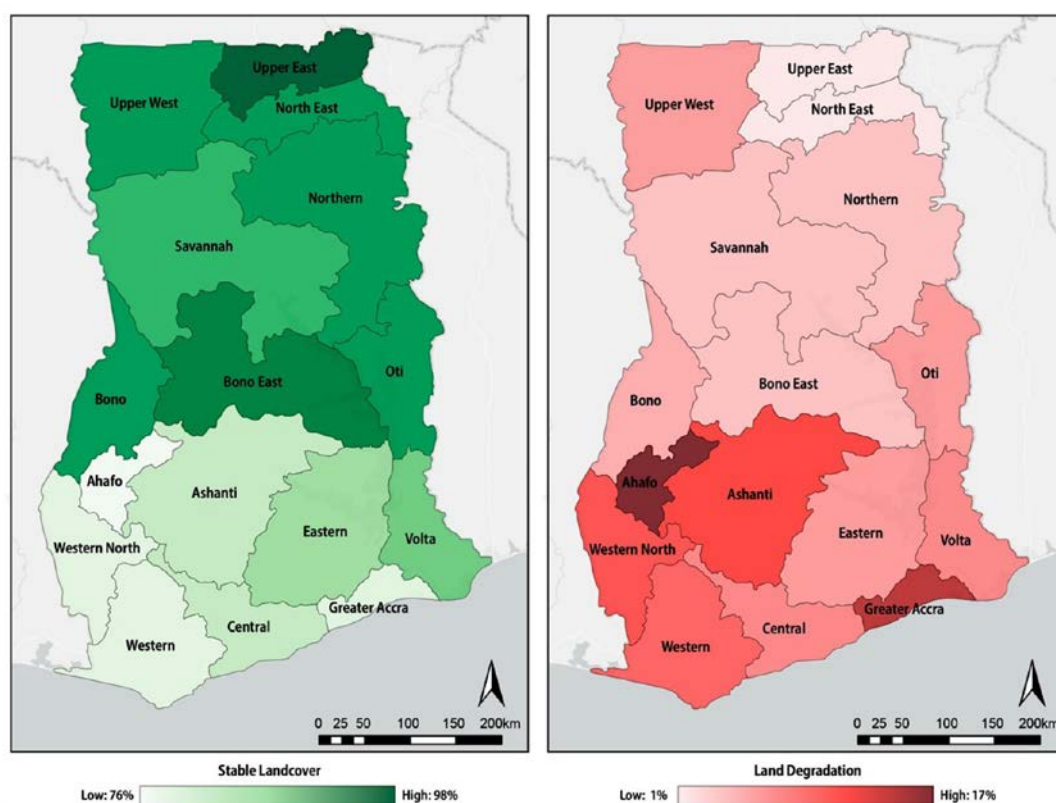 Upper East
Upper West
North East
Northern
Savannah
Bono East
Oti
Bono
Ahafo
Ashanti
Eastern
Volta
Western North
Greater Accra
Central
Western
0 25 50 100 150 200km
Stable Landcover
Low: 76% High: 98%
Upper East
Upper West
North East
Northern
Savannah
Bono East
Oti
Bono
Ahafo
Ashanti
Eastern
Volta
Western North
Greater Accra
Central
Western
0 25 50 100 150 200km
Land Degradation
Low: 1% High: 17%